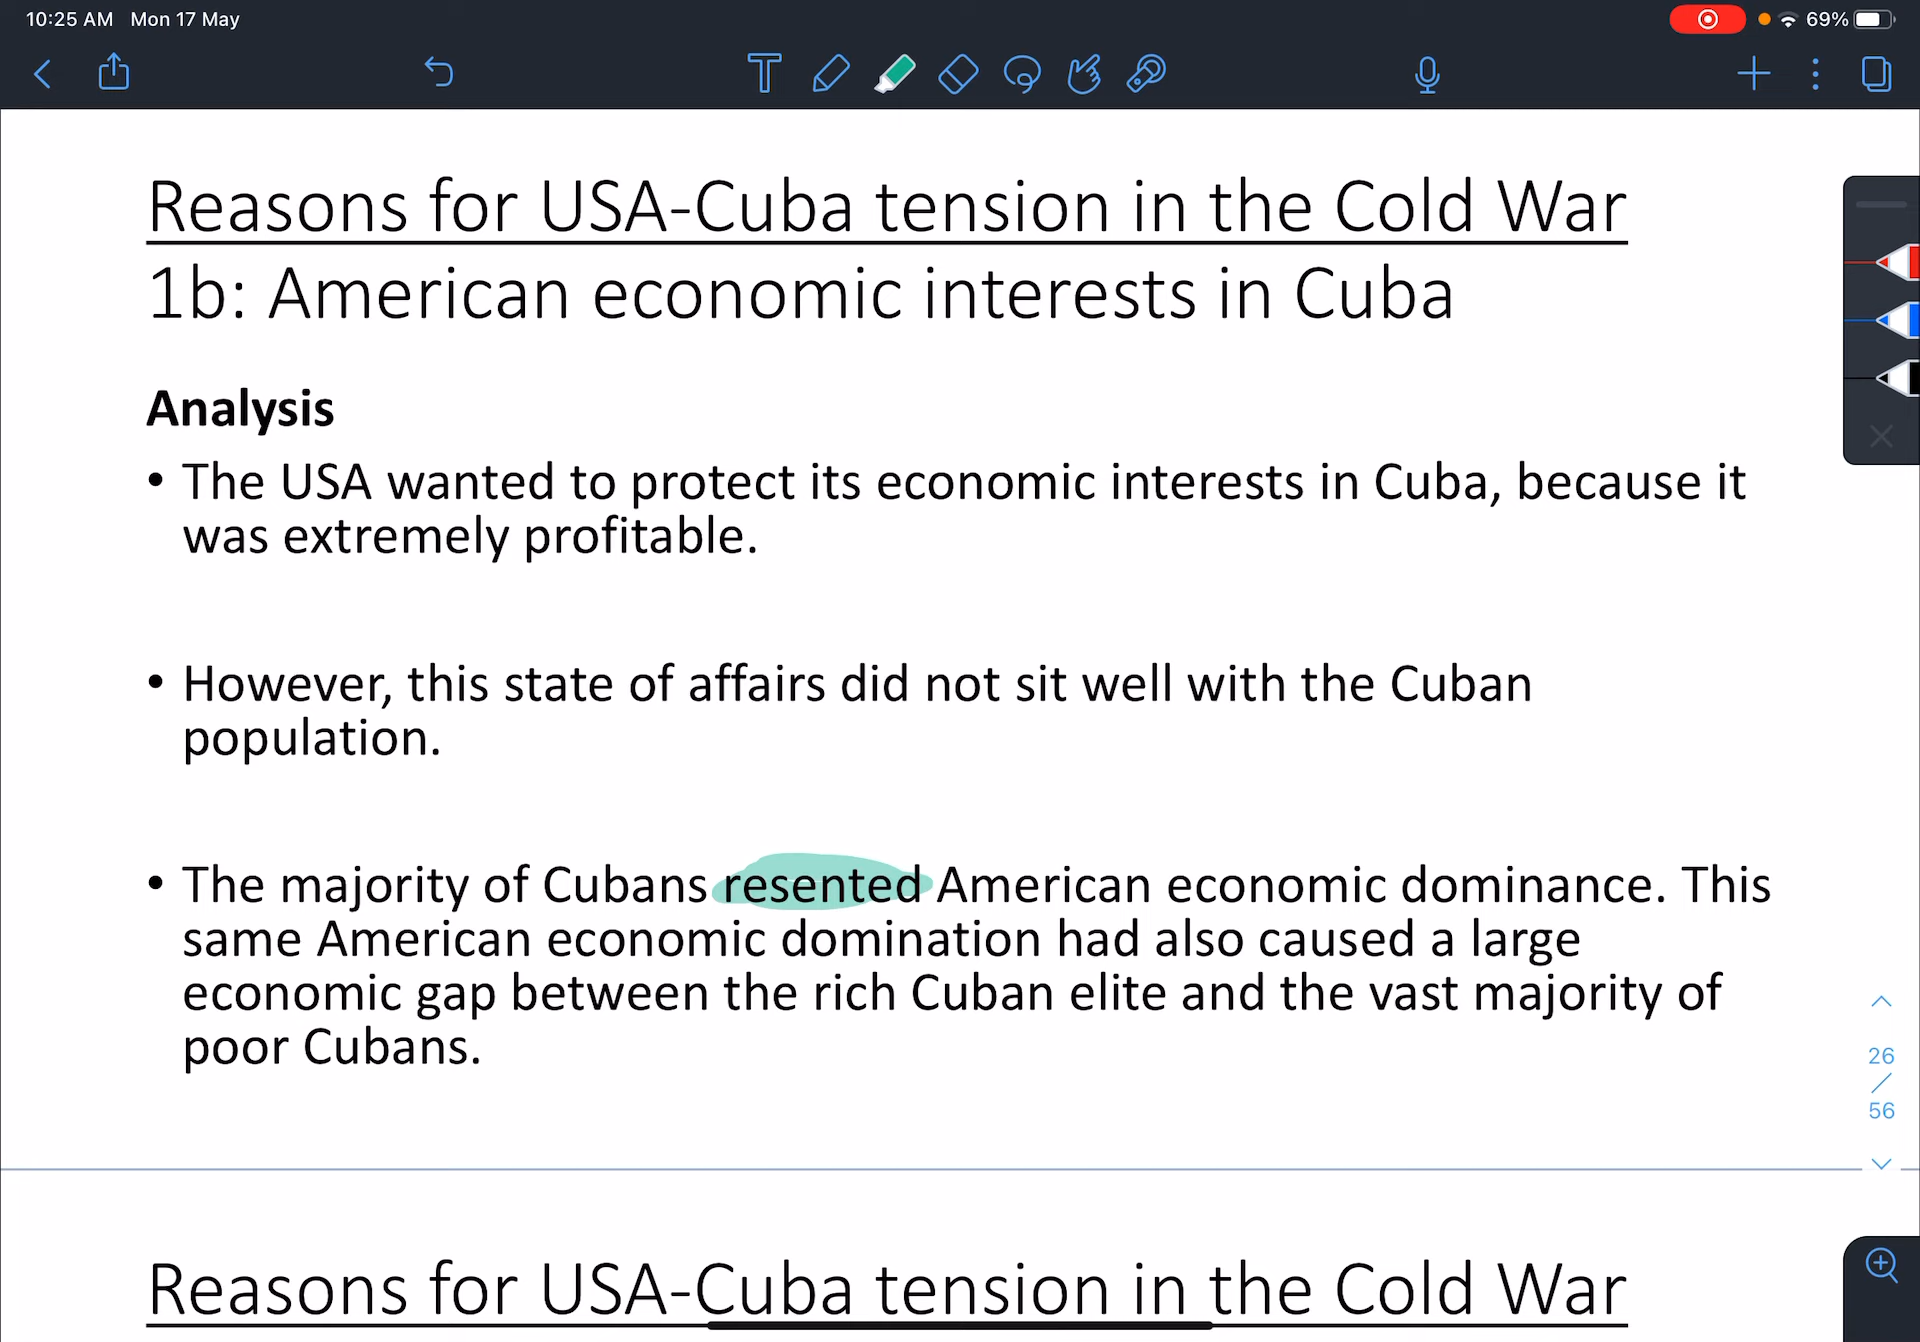 10:25 AM Mon 17 May
69%
Reasons for USA-Cuba tension in the Cold War
1b: American economic interests in Cuba
Analysis
• The USA wanted to protect its economic interests in Cuba, because it
was extremely profitable.
• However, this state of affairs did not sit well with the Cuban
population.
• The majority of Cubans resented American economic dominance. This
same American economic domination had also caused a large
economic gap between the rich Cuban elite and the vast majority of
poor Cubans.
26
/
56
Reasons for USA-Cuba tension in the Cold War